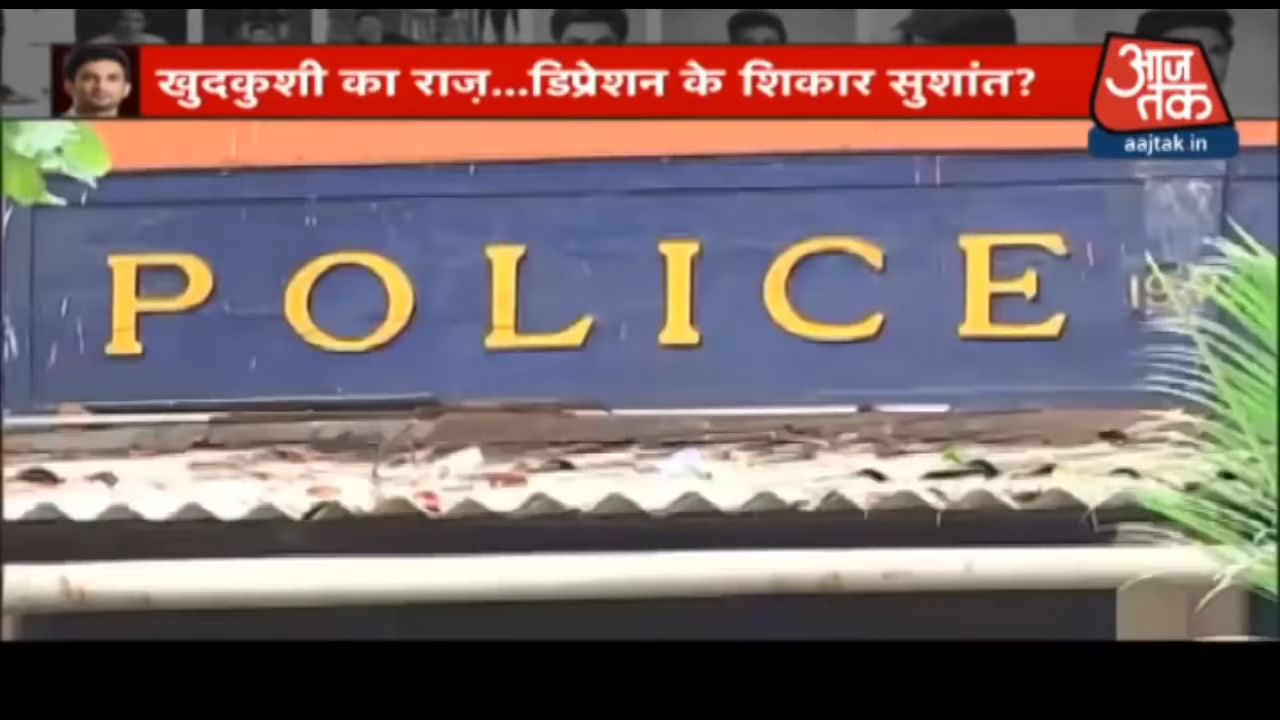 खुदकुशी का राज़...डिप्रेशन के शिकार सुशांत?
आज
तक
aajtak.in
POLICE